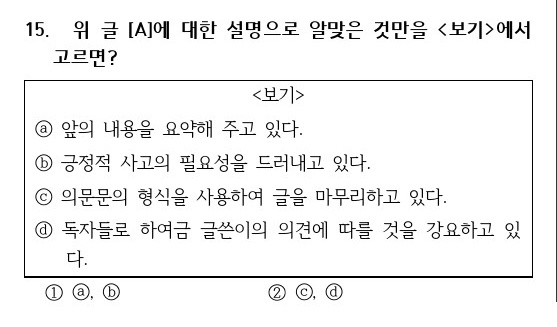 15. 위 글 [A]에 대한 설명으로 알맞은 것만을 <보기>에서
고르면?
<보기>
ⓐ 앞의 내용을 요약해 주고 있다.
ⓑ 긍정적 사고의 필요성을 드러내고 있다.
ⓒ 의문문의 형식을 사용하여 글을 마무리하고 있다.
ⓓ 독자들로 하여금 글쓴이의 의견에 따를 것을 강요하고 있
다.
① ⓐ, ⓑ ② ⓒ, ⓓ